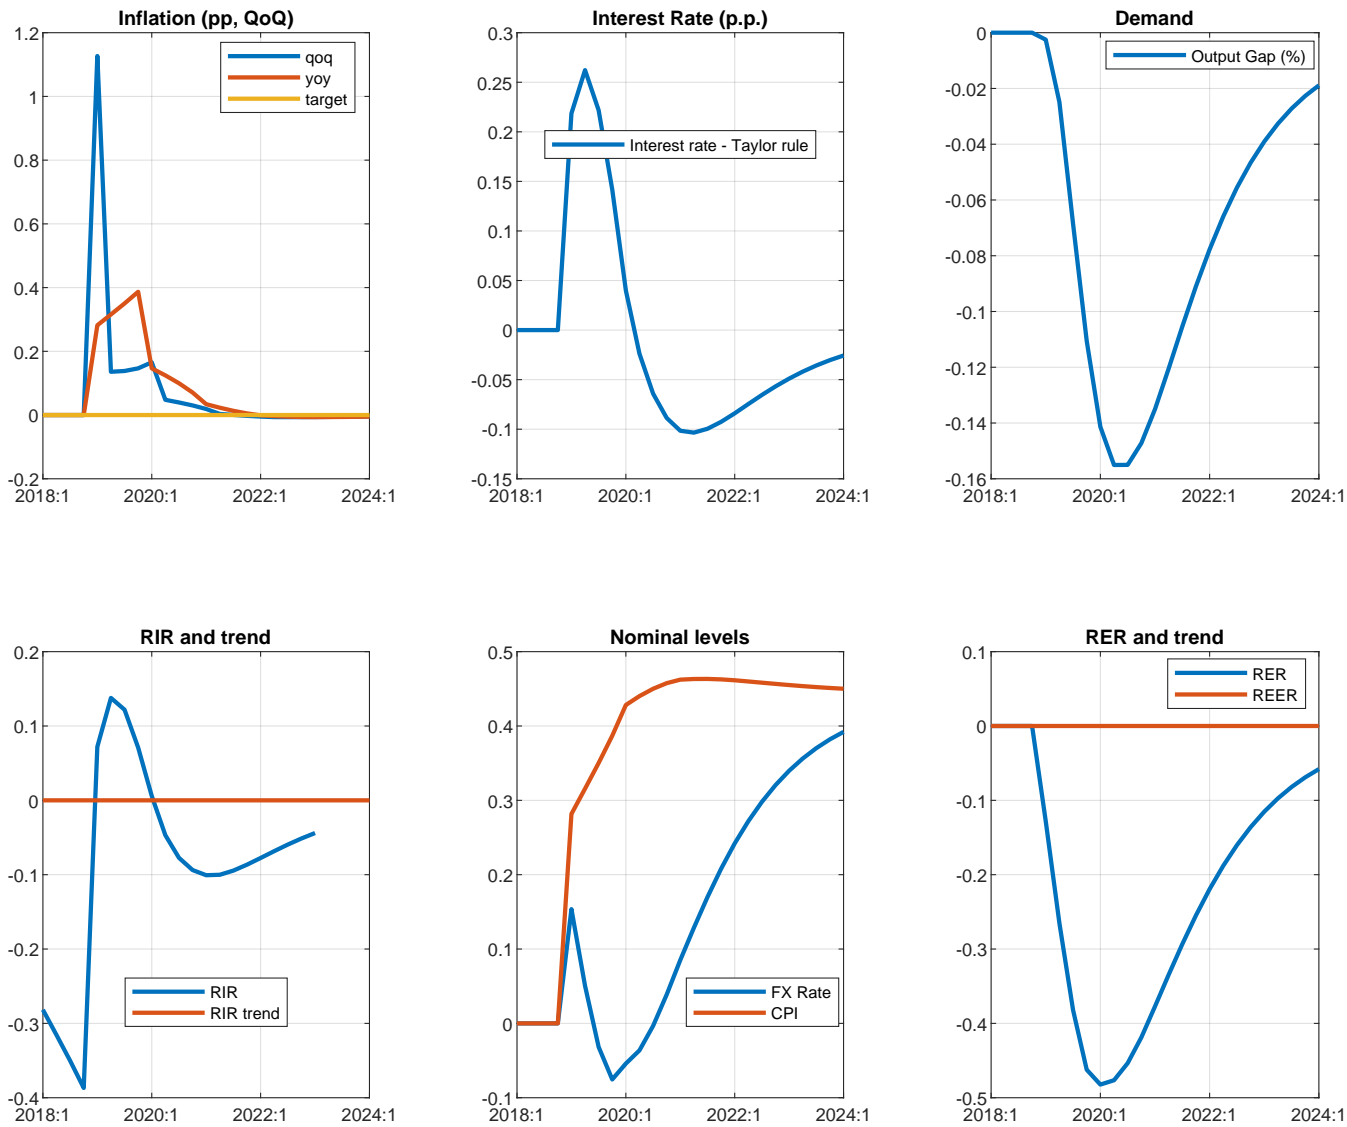 Inflation (pp, QoQ)
1.2
1
0.8
0.6
0.4
0.2
0
-0.2
2018:1 2020:1 2022:1 2024:1
qoq
yoy
target
Interest Rate (p.p.)
0.3
0.25
0.2
0.15
0.1
0.05
0
-0.05
-0.1
-0.15
2018:1 2020:1 2022:1 2024:1
Interest rate - Taylor rule
Demand
0
-0.02
-0.04
-0.06
-0.08
-0.1
-0.12
-0.14
-0.16
2018:1 2020:1 2022:1 2024:1
Output Gap (%)
RIR and trend
0.2
0.1
0
-0.1
-0.2
-0.3
-0.4
2018:1 2020:1 2022:1 2024:1
RIR
RIR trend
Nominal levels
0.5
0.4
0.3
0.2
0.1
0
-0.1
2018:1 2020:1 2022:1 2024:1
FX Rate
CPI
RER and trend
0.1
0
-0.1
-0.2
-0.3
-0.4
-0.5
2018:1 2020:1 2022:1 2024:1
RER
REER